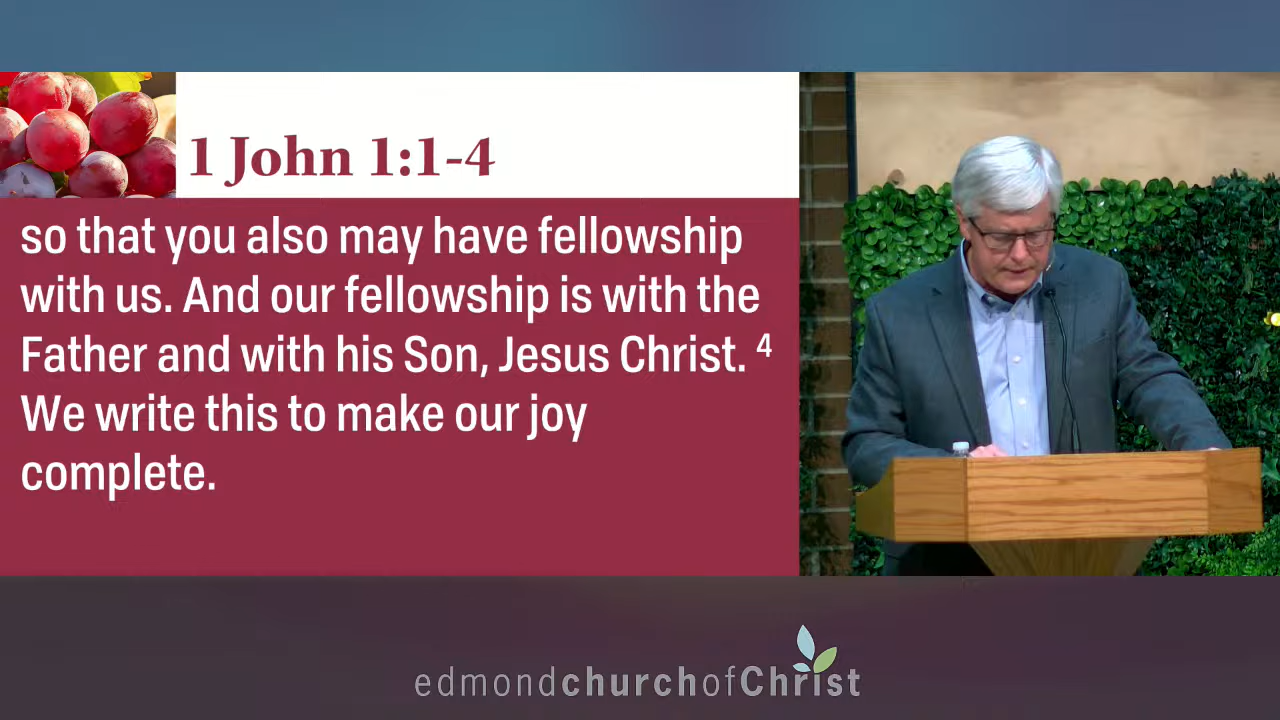 1 John 1:1-4
so that you also may have fellowship
with us. And our fellowship is with the
Father and with his Son, Jesus Christ. 4
We write this to make our joy
complete.
edmondchurchofChrist